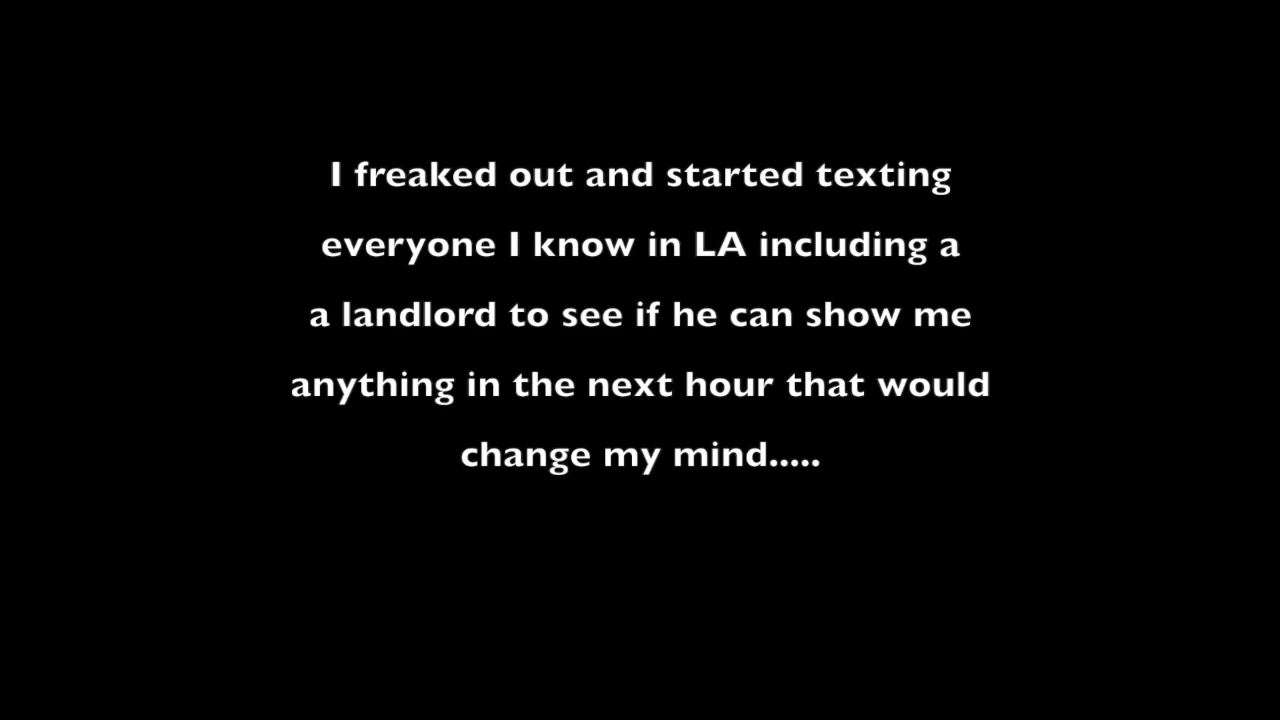 I freaked out and started texting
everyone I know in LA including a
a landlord to see if he can show me
anything in the next hour that would
change my mind.....